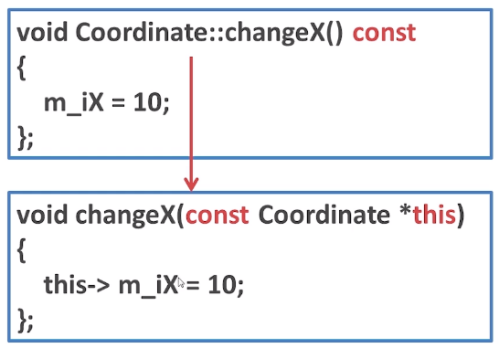 void Coordinate::changeX() const
{
m_iX = 10;
};
void changeX(const Coordinate *this)
{
this-> m_iX = 10;
};